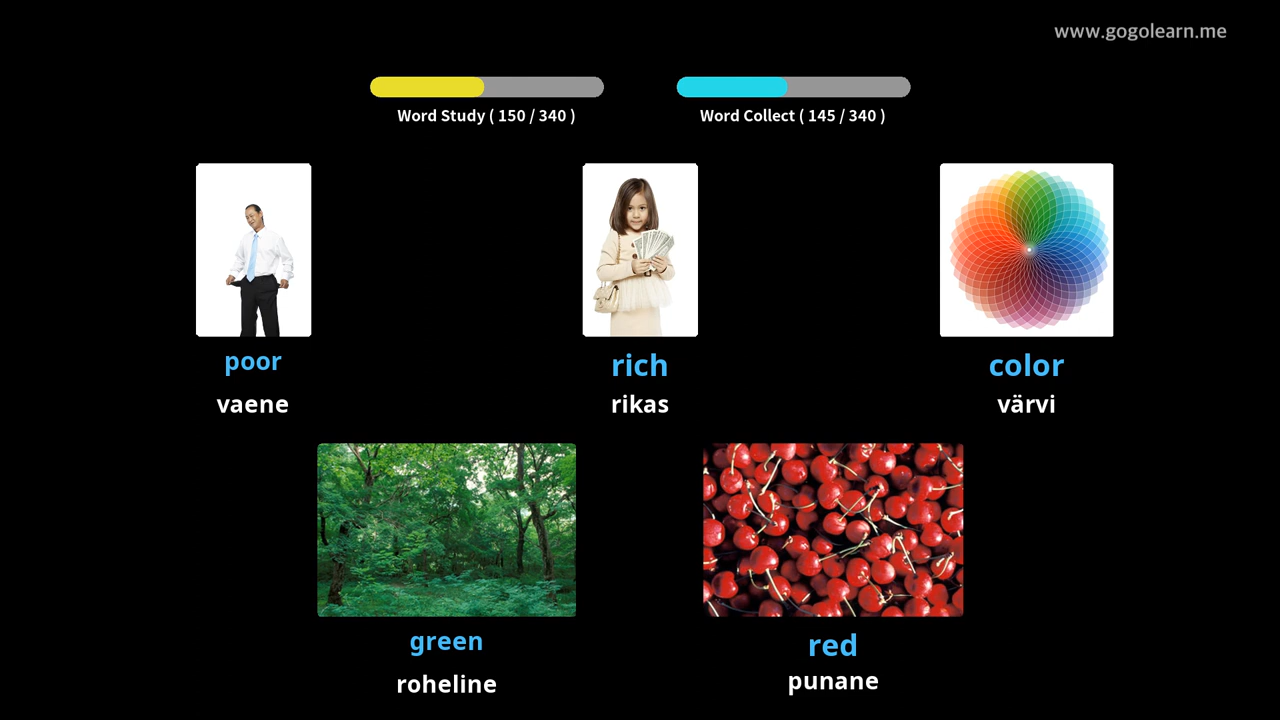 www.gogolearn.me
Word Study ( 150 / 340 )
Word Collect ( 145 / 340 )
poor
vaene
rich
rikas
color
värvi
green
roheline
red
punane